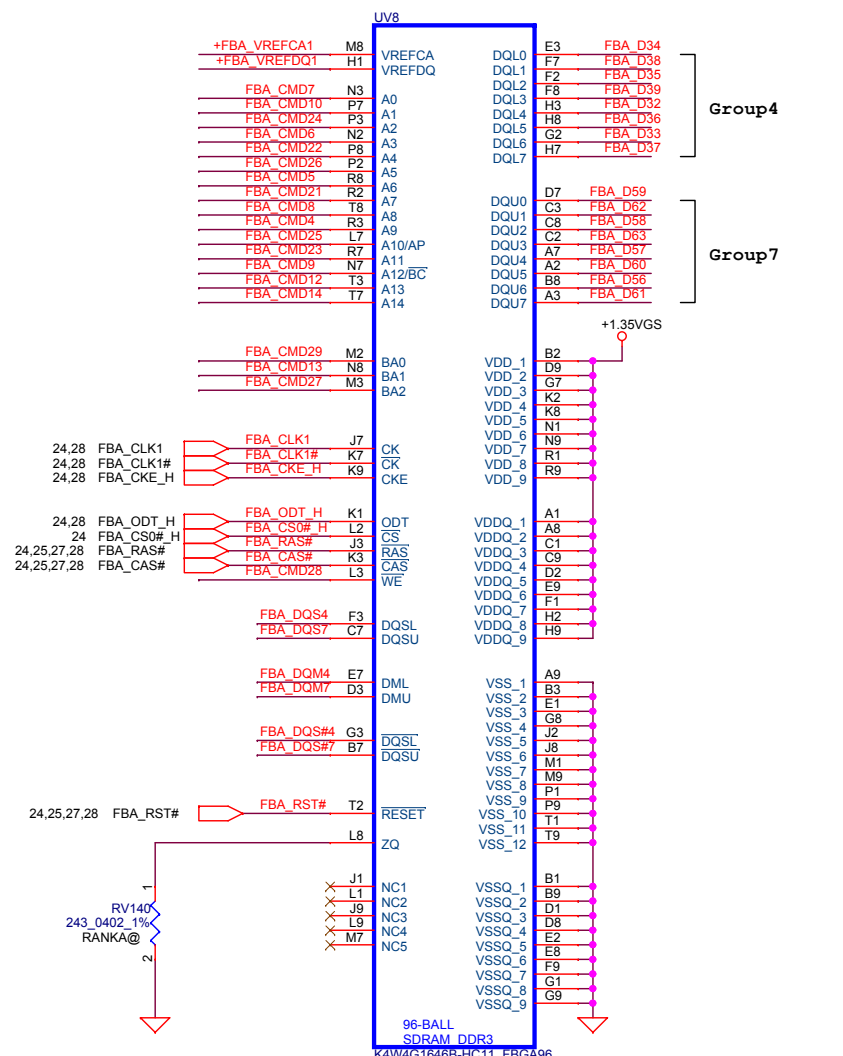 UV8
+FBA_VREFCA1 M8 VREFCA DQL0 E3 FBA_D34
+FBA_VREFDQ1 H1 VREFDQ DQL1 F7 FBA_D38
DQL2 F2 FBA_D35
FBA_CMD7 N3 A0 DQL3 F8 FBA_D39
FBA_CMD10 P7 A1 DQL4 H3 FBA_D32 Group4
FBA_CMD24 P3 A2 DQL5 H8 FBA_D36
FBA_CMD6 N2 A3 DQL6 G2 FBA_D33
FBA_CMD22 P8 A4 DQL7 H7 FBA_D37
FBA_CMD26 P2 A5
FBA_CMD5 R8 A6
FBA_CMD21 R2 A7 DQU0 D7 FBA_D59
FBA_CMD8 T8 A8 DQU1 C3 FBA_D62
FBA_CMD4 R3 A9 DQU2 C8 FBA_D58
FBA_CMD25 L7 A10/AP DQU3 C2 FBA_D63
FBA_CMD23 R7 A11 DQU4 A7 FBA_D57 Group7
FBA_CMD9 N7 A12/BC DQU5 A2 FBA_D60
FBA_CMD12 T3 A13 DQU6 B8 FBA_D56
FBA_CMD14 T7 A14 DQU7 A3 FBA_D61
+1.35VGS
FBA_CMD29 M2 BA0 VDD_1 B2
FBA_CMD13 N8 BA1 VDD_2 D9
FBA_CMD27 M3 BA2 VDD_3 G7
VDD_4 K2
VDD_5 K8
VDD_6 N1
24,28 FBA_CLK1 FBA_CLK1 J7 CK VDD_7 N9
24,28 FBA_CLK1# FBA_CLK1# K7 CK VDD_8 R1
24,28 FBA_CKE_H FBA_CKE_H K9 CKE VDD_9 R9
24,28 FBA_ODT_H FBA_ODT_H K1 ODT VDDQ_1 A1
24 FBA_CS0#_H FBA_CS0#_H L2 CS VDDQ_2 A8
24,25,27,28 FBA_RAS# FBA_RAS# J3 RAS VDDQ_3 C1
24,25,27,28 FBA_CAS# FBA_CAS# K3 CAS VDDQ_4 C9
FBA_CMD28 L3 WE VDDQ_5 D2
VDDQ_6 E9
VDDQ_7 F1
FBA_DQS4 F3 DQSL VDDQ_8 H2
FBA_DQS7 C7 DQSU VDDQ_9 H9
FBA_DQM4 E7 DML VSS_1 A9
FBA_DQM7 D3 DMU VSS_2 B3
VSS_3 E1
VSS_4 G8
FBA_DQS#4 G3 DQSL VSS_5 J2
FBA_DQS#7 B7 DQSU VSS_6 J8
VSS_7 M1
VSS_8 M9
VSS_9 P1
24,25,27,28 FBA_RST# FBA_RST# T2 RESET VSS_10 P9
VSS_11 T1
L8 ZQ VSS_12 T9
1 J1 NC1 VSSQ_1 B1
L1 NC2 VSSQ_2 B9
RV140 J9 NC3 VSSQ_3 D1
243_0402_1% L9 NC4 VSSQ_4 D8
RANKA@ M7 NC5 VSSQ_5 E2
2 VSSQ_6 E8
VSSQ_7 F9
VSSQ_8 G1
VSSQ_9 G9
96-BALL
SDRAM_DDR3
K4W4G1646B-HC11_FBGA96